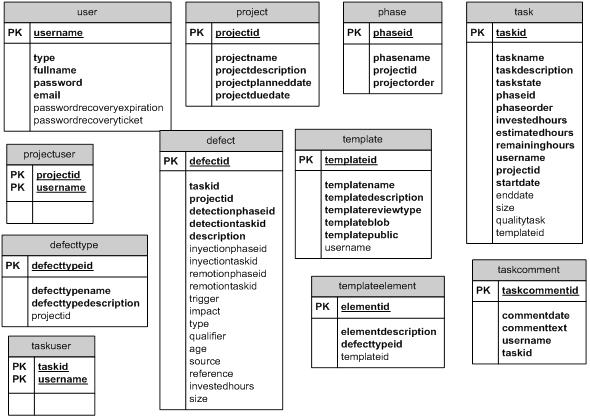 user
PK username
type
fullname
password
email
passwordrecoveryexpiration
passwordrecoveryticket
project
PK projectid
projectname
projectdescription
projectplanneddate
projectduedate
phase
PK phaseid
phasename
projectid
projectorder
task
PK taskid
taskname
taskdescription
taskstate
phaseid
phaseorder
investedhours
estimatedhours
remaininghours
username
projectid
startdate
enddate
size
qualitytask
templateid
projectuser
PK projectid
PK username
defect
PK defectid
taskid
projectid
detectionphaseid
detectiontaskid
description
inyectionphaseid
inyectiontaskid
remotionphaseid
remotiontaskid
trigger
impact
type
qualifier
age
source
reference
investedhours
size
template
PK templateid
templatename
templatedescription
templatereviewtype
templateblob
templatepublic
username
defecttype
PK defecttypeid
defecttypename
defecttypedescription
projectid
templateelement
PK elementid
elementdescription
defecttypeid
templateid
taskcomment
PK taskcommentid
commentdate
commenttext
username
taskid
taskuser
PK taskid
PK username